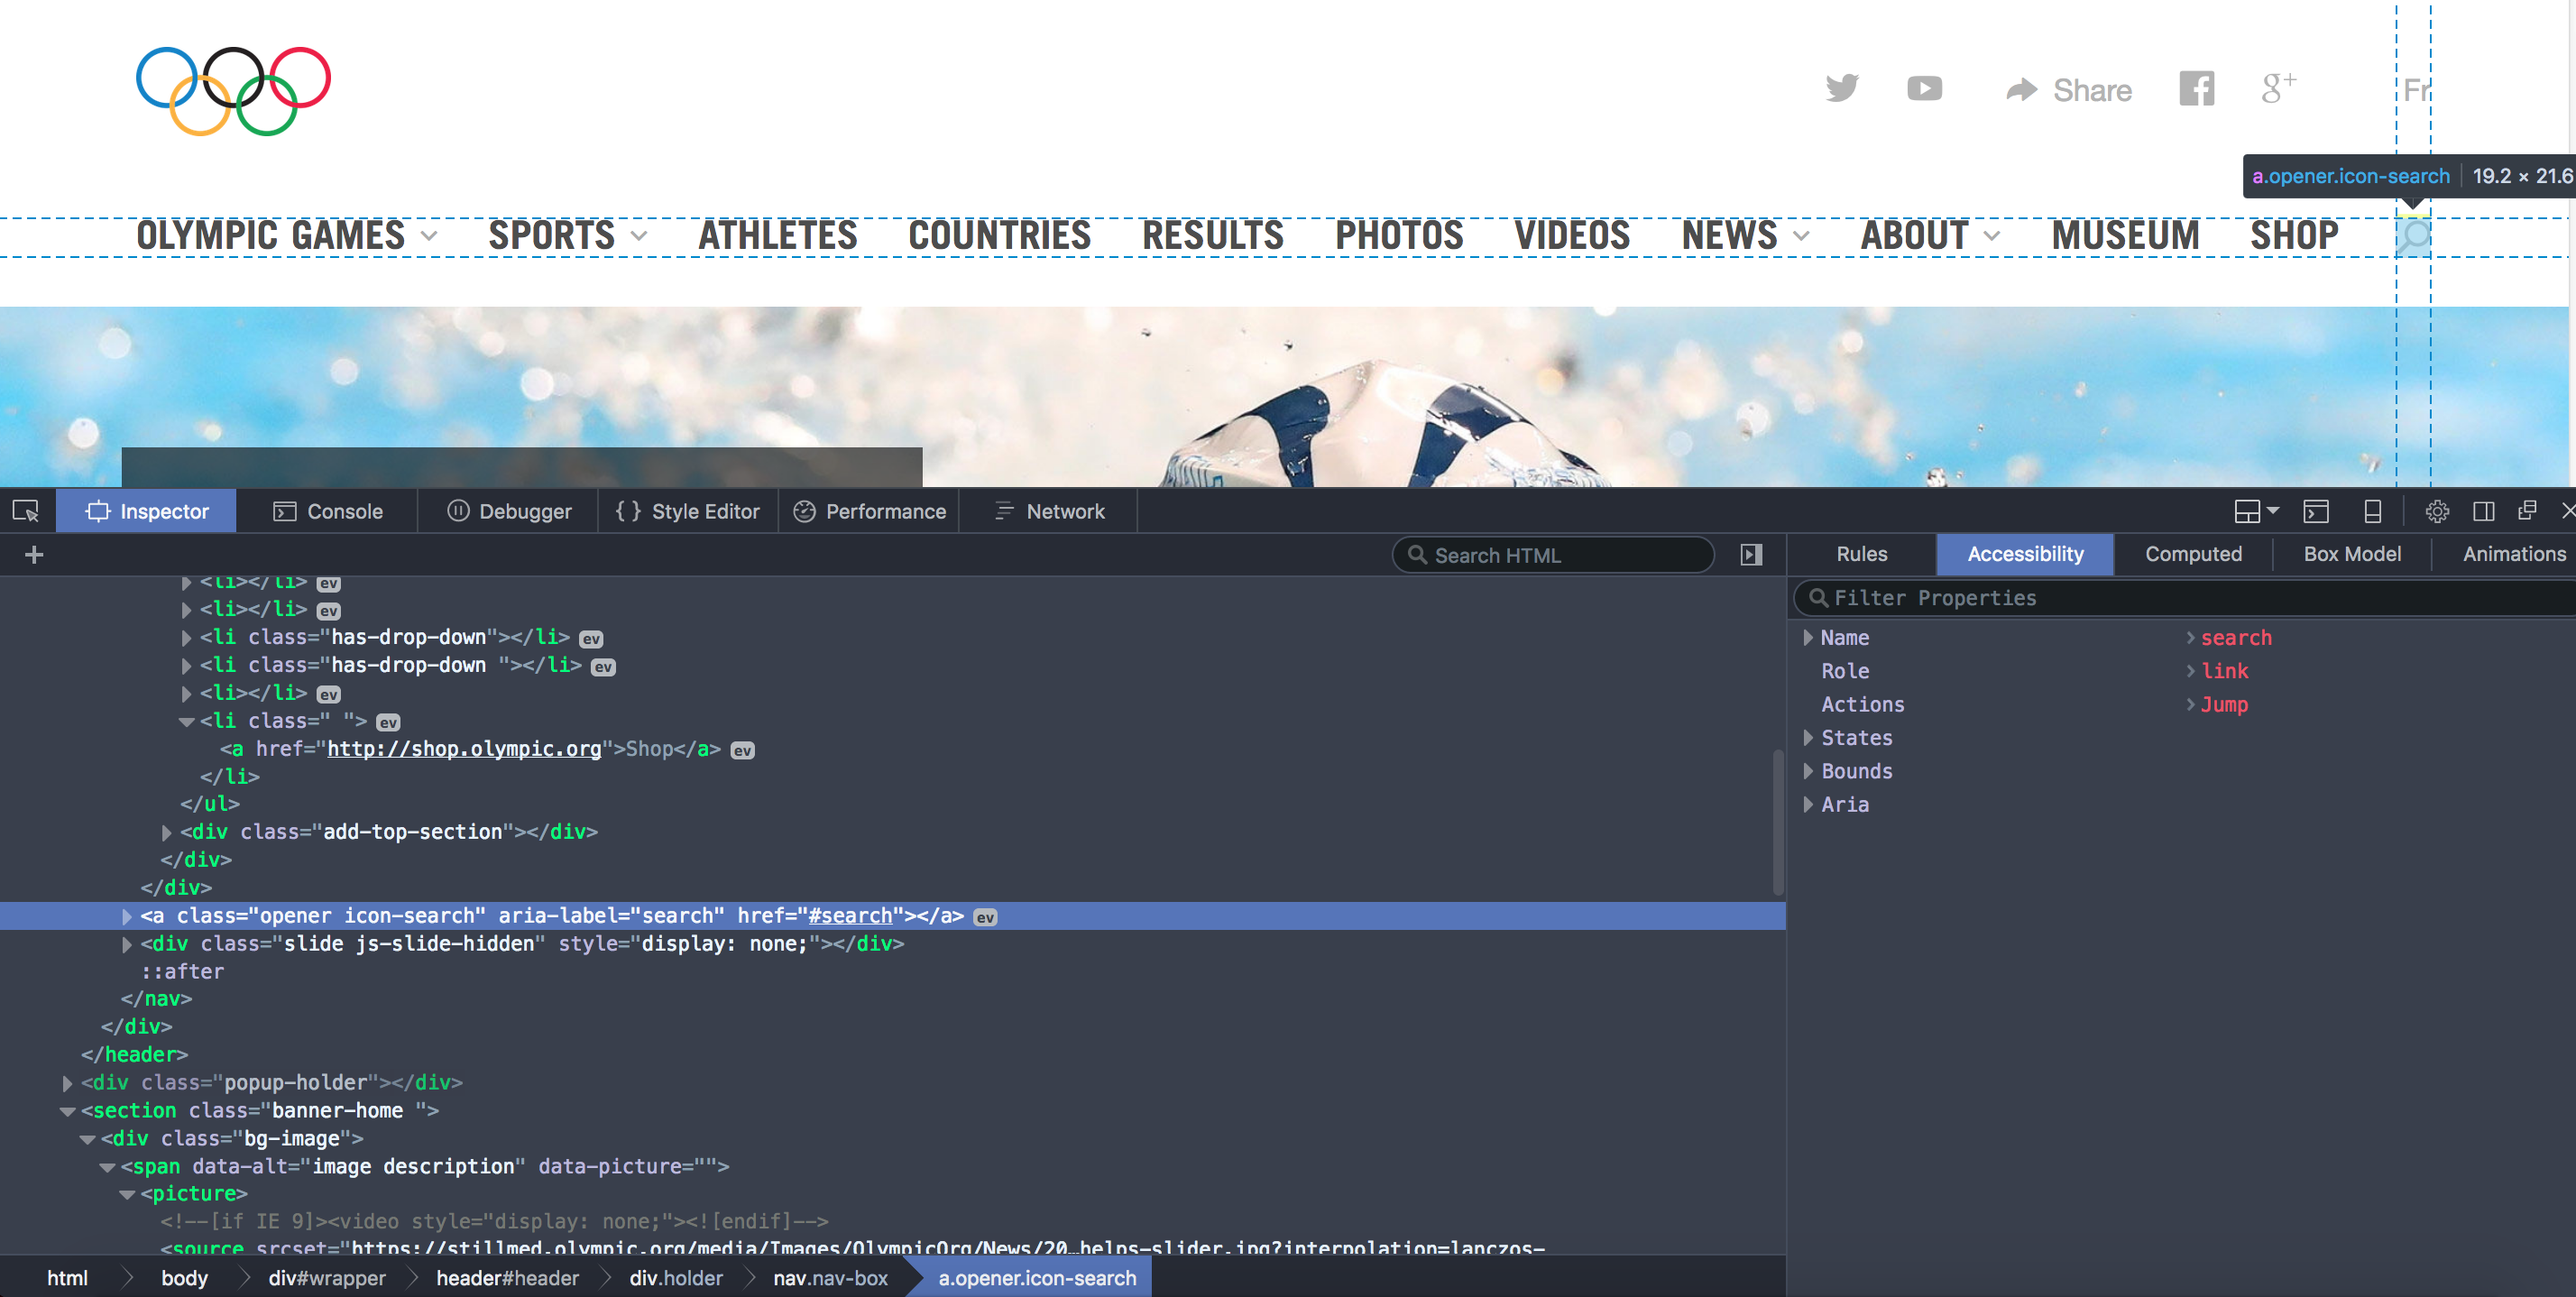 Share
g+
Fr
a.opener.icon-search | 19.2 × 21.6
OLYMPIC GAMES SPORTS ATHLETES COUNTRIES RESULTS PHOTOS VIDEOS NEWS ABOUT MUSEUM SHOP
Inspector Console Debugger { } Style Editor Performance Network
+ Search HTML
<li></li> ev
<li></li> ev
<li class="has-drop-down"></li> ev
<li class="has-drop-down "></li> ev
<li></li> ev
<li class=" "> ev
<a href="http://shop.olympic.org">Shop</a> ev
</li>
</ul>
<div class="add-top-section"></div>
</div>
</div>
<a class="opener icon-search" aria-label="search" href="#search"></a> ev
<div class="slide js-slide-hidden" style="display: none;"></div>
::after
</nav>
</div>
</header>
<div class="popup-holder"></div>
<section class="banner-home ">
<div class="bg-image">
<span data-alt="image description" data-picture="">
<picture>
<!--[if IE 9]><video style="display: none;"><![endif]-->
<source srcset="https://stillmed.olympic.org/media/Images/OlympicOrg/News/20…helps-slider.jpg?interpolation=lanczos-
html body div#wrapper header#header div.holder nav.nav-box a.opener.icon-search
Rules Accessibility Computed Box Model Animations
Filter Properties
Name search
Role link
Actions Jump
States
Bounds
Aria